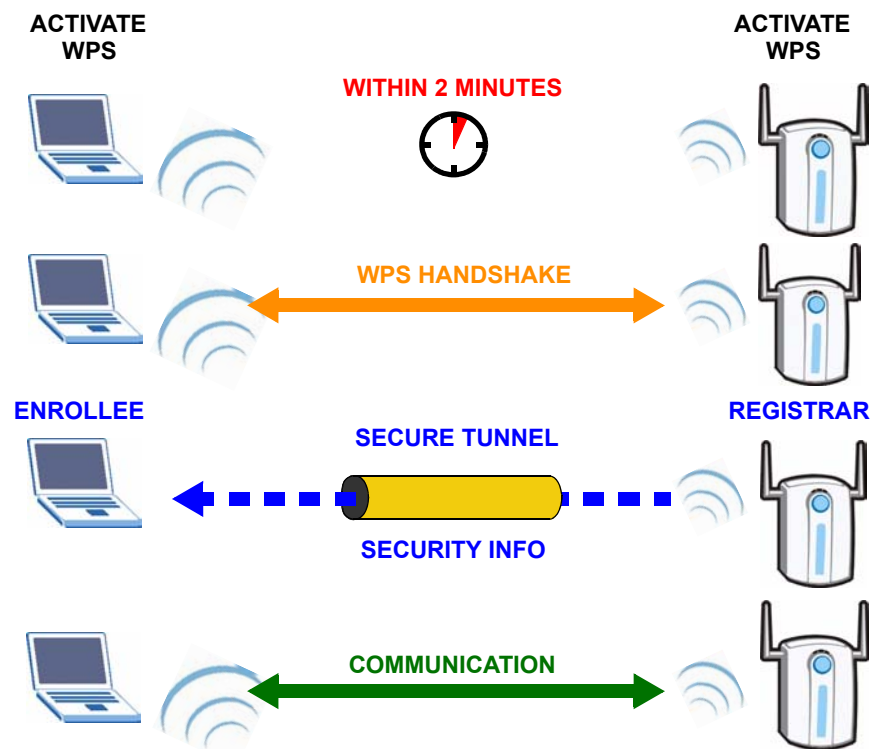 ACTIVATE
WPS
ACTIVATE
WPS
WITHIN 2 MINUTES
WPS HANDSHAKE
ENROLLEE
REGISTRAR
SECURE TUNNEL
SECURITY INFO
COMMUNICATION